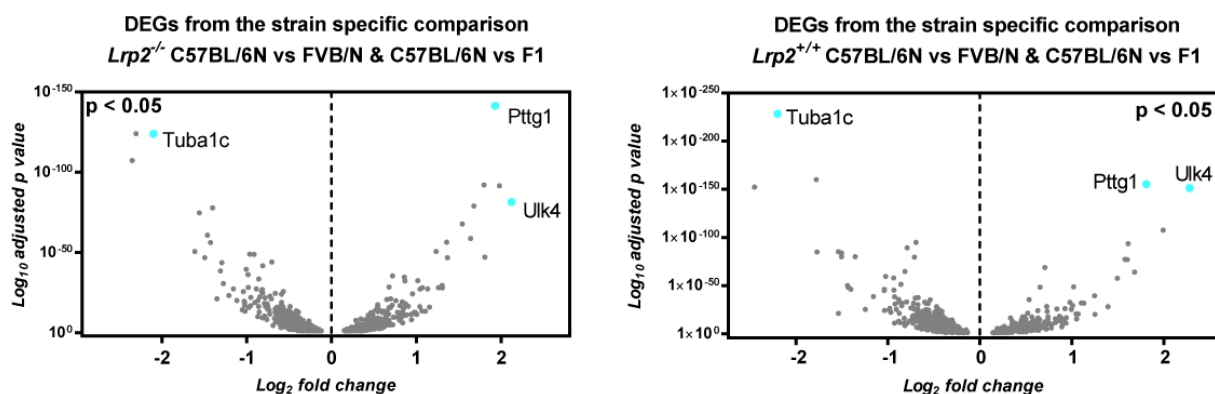 DEGs from the strain specific comparison
Lrp2-/- C57BL/6N vs FVB/N & C57BL/6N vs F1
10-150
10-100
10-50
100
Log10 adjusted p value
p < 0.05
Tuba1c
Pttg1
Ulk4
-2 -1 0 1 2
Log2 fold change
DEGs from the strain specific comparison
Lrp2+/+ C57BL/6N vs FVB/N & C57BL/6N vs F1
1×10-250
1×10-200
1×10-150
1×10-100
1×10-50
1×100
Log10 adjusted p value
p < 0.05
Tuba1c
Pttg1
Ulk4
-2 -1 0 1 2
Log2 fold change